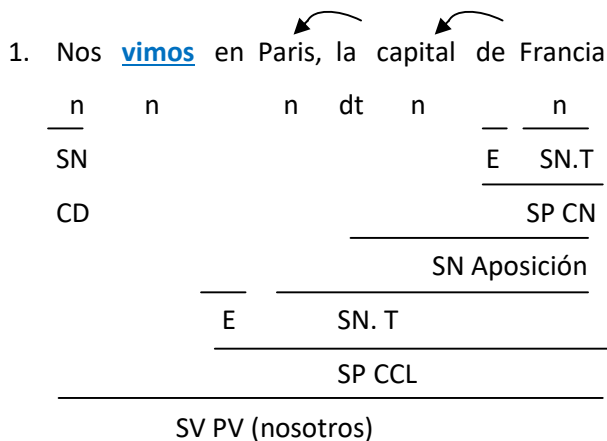 1. Nos vimos en Paris, la capital de Francia
n n n dt n n
SN E SN.T
CD SP CN
SN Aposición
E SN. T
SP CCL
SV PV (nosotros)